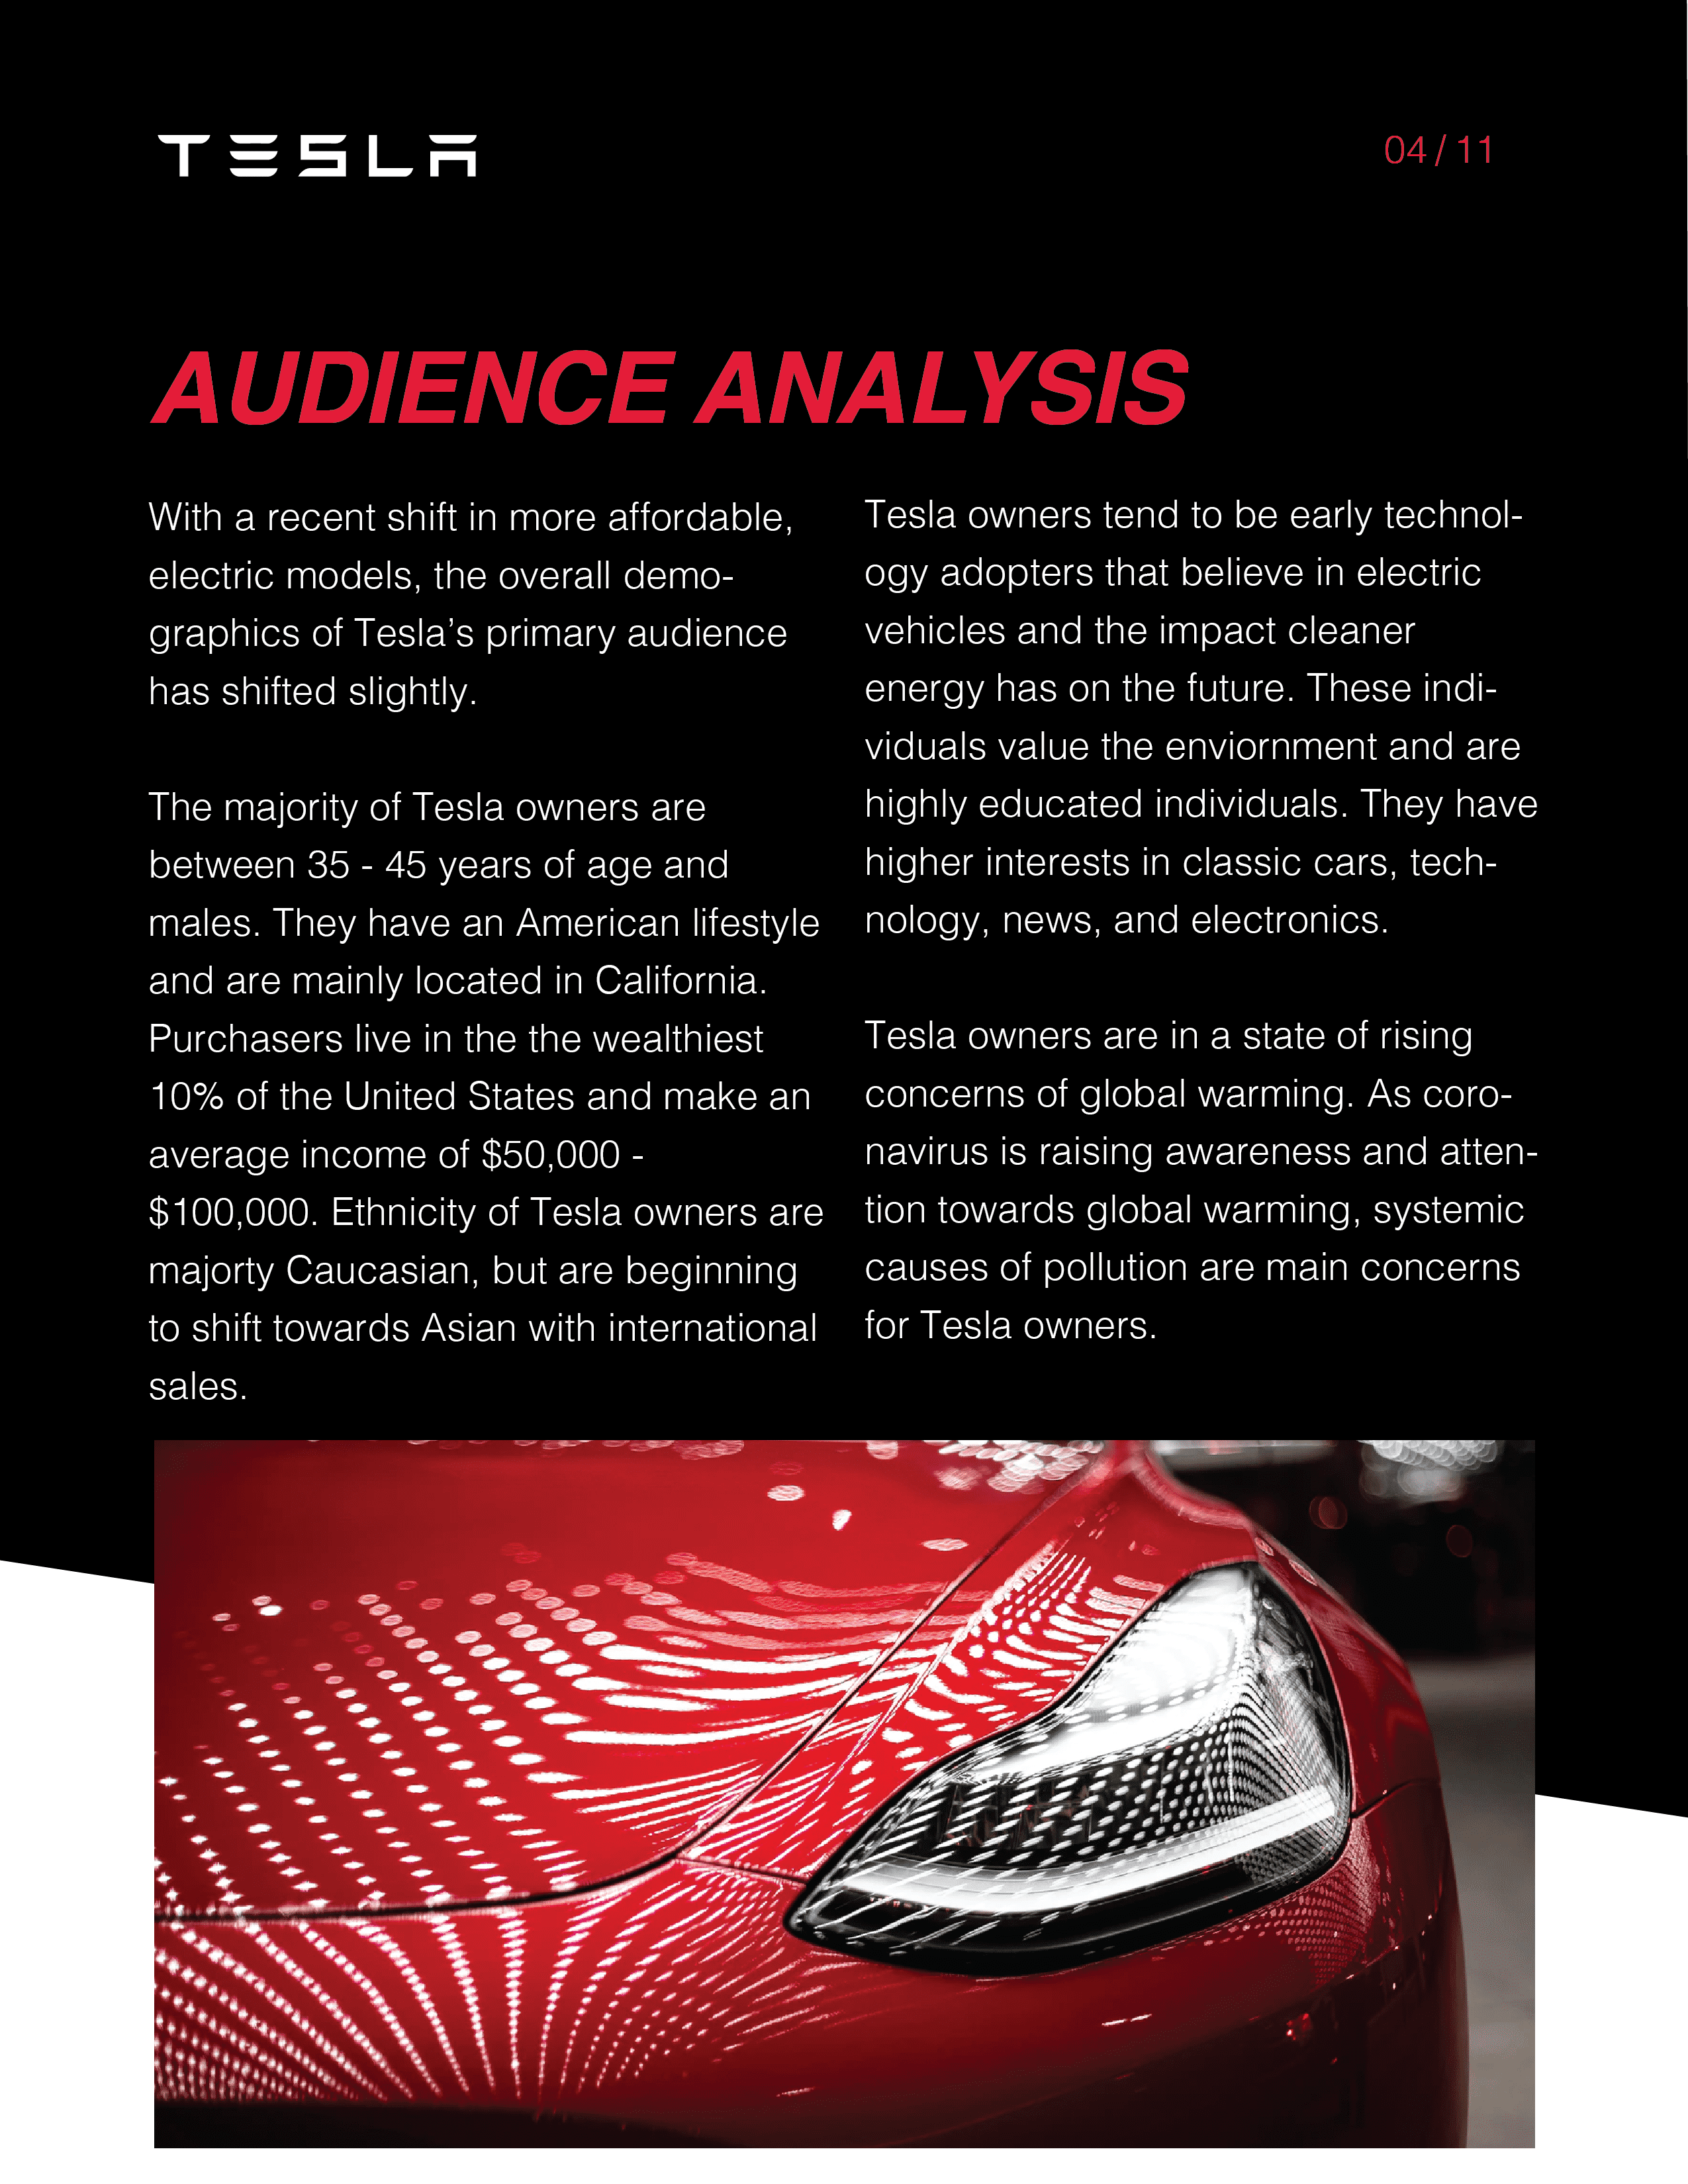 TESLA
04 / 11
AUDIENCE ANALYSIS
With a recent shift in more affordable,
electric models, the overall demo-
graphics of Tesla’s primary audience
has shifted slightly.
The majority of Tesla owners are
between 35 - 45 years of age and
males. They have an American lifestyle
and are mainly located in California.
Purchasers live in the the wealthiest
10% of the United States and make an
average income of $50,000 -
$100,000. Ethnicity of Tesla owners are
majorty Caucasian, but are beginning
to shift towards Asian with international
sales.
Tesla owners tend to be early technol-
ogy adopters that believe in electric
vehicles and the impact cleaner
energy has on the future. These indi-
viduals value the enviornment and are
highly educated individuals. They have
higher interests in classic cars, tech-
nology, news, and electronics.
Tesla owners are in a state of rising
concerns of global warming. As coro-
navirus is raising awareness and atten-
tion towards global warming, systemic
causes of pollution are main concerns
for Tesla owners.